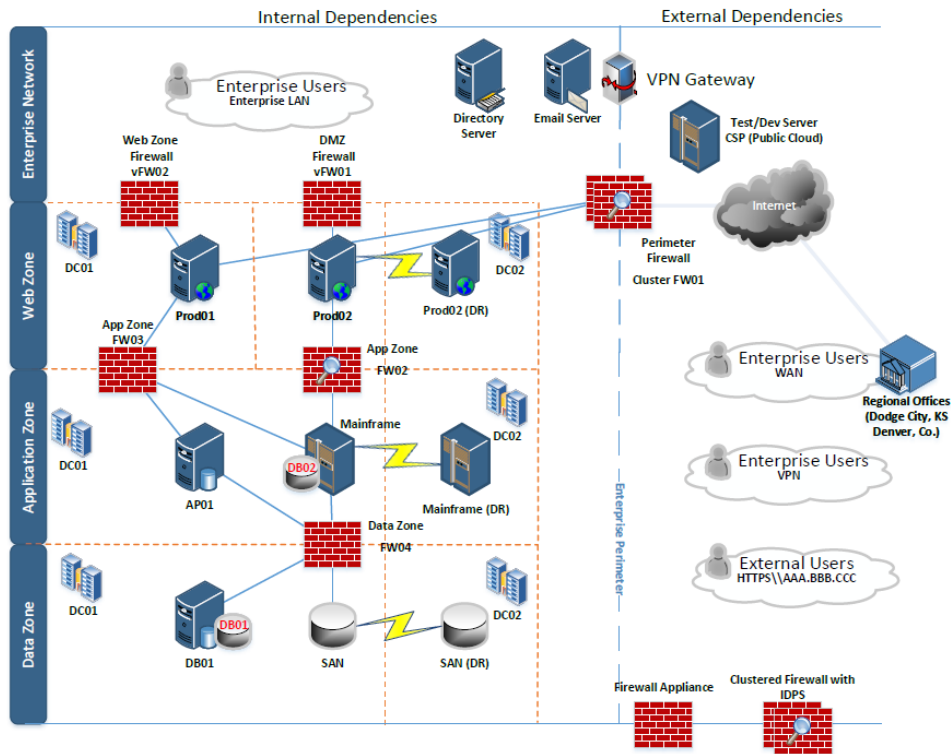 Internal Dependencies
External Dependencies
Enterprise Network
Enterprise Users
Enterprise LAN
Directory
Server
Email Server
VPN Gateway
Test/Dev Server
CSP (Public Cloud)
Web Zone
Firewall
vFW02
DMZ
Firewall
vFW01
Internet
Web Zone
DC01
Prod01
Prod02
Prod02 (DR)
DC02
Perimeter
Firewall
Cluster FW01
App Zone
FW03
App Zone
FW02
Enterprise Users
WAN
Regional Offices
(Dodge City, KS
Denver, Co.)
Application Zone
DC01
AP01
Mainframe
DB02
Mainframe (DR)
DC02
Enterprise Users
VPN
Enterprise Perimeter
Data Zone
FW04
External Users
HTTPS\\AAA.BBB.CCC
Data Zone
DC01
DB01
DB01
SAN
SAN (DR)
DC02
Firewall Appliance
Clustered Firewall with
IDPS